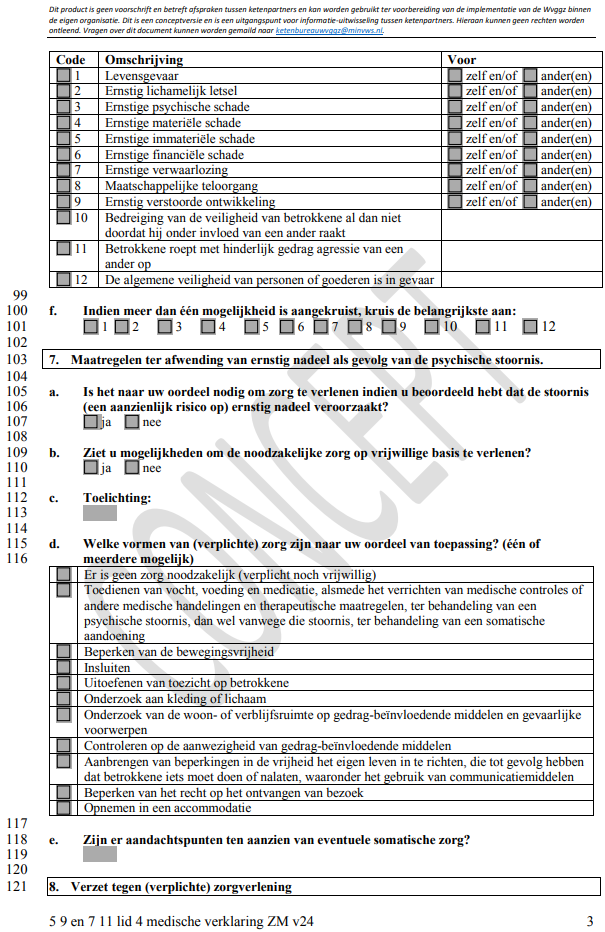 Dit product is geen voorschrift en betreft afspraken tussen ketenpartners en kan worden gebruikt ter voorbereiding van de implementatie van de Wvggz binnen
de eigen organisatie. Dit is een conceptversie en is een uitgangspunt voor informatie-uitwisseling tussen ketenpartners. Hieraan kunnen geen rechten worden
ontleend. Vragen over dit document kunnen worden gemaild naar ketenbureauwvggz@minvws.nl.
Code Omschrijving Voor
1 Levensgevaar zelf en/of ander(en)
2 Ernstig lichamelijk letsel zelf en/of ander(en)
3 Ernstige psychische schade zelf en/of ander(en)
4 Ernstige materiële schade zelf en/of ander(en)
5 Ernstige immateriële schade zelf en/of ander(en)
6 Ernstige financiële schade zelf en/of ander(en)
7 Ernstige verwaarlozing zelf en/of ander(en)
8 Maatschappelijke teloorgang zelf en/of ander(en)
9 Ernstig verstoorde ontwikkeling zelf en/of ander(en)
10 Bedreiging van de veiligheid van betrokkene al dan niet
doordat hij onder invloed van een ander raakt
11 Betrokkene roept met hinderlijk gedrag agressie van een
ander op
12 De algemene veiligheid van personen of goederen is in gevaar
99
100 f. Indien meer dan één mogelijkheid is aangekruist, kruis de belangrijkste aan:
101 1 2 3 4 5 6 7 8 9 10 11 12
102
103 7. Maatregelen ter afwending van ernstig nadeel als gevolg van de psychische stoornis.
104
105 a. Is het naar uw oordeel nodig om zorg te verlenen indien u beoordeeld hebt dat de stoornis
106 (een aanzienlijk risico op) ernstig nadeel veroorzaakt?
107 ja nee
108
109 b. Ziet u mogelijkheden om de noodzakelijke zorg op vrijwillige basis te verlenen?
110 ja nee
111
112 c. Toelichting:
113
114
115 d. Welke vormen van (verplichte) zorg zijn naar uw oordeel van toepassing? (één of
116 meerdere mogelijk)
Er is geen zorg noodzakelijk (verplicht noch vrijwillig)
Toedienen van vocht, voeding en medicatie, alsmede het verrichten van medische controles of
andere medische handelingen en therapeutische maatregelen, ter behandeling van een
psychische stoornis, dan wel vanwege die stoornis, ter behandeling van een somatische
aandoening
Beperken van de bewegingsvrijheid
Insluiten
Uitoefenen van toezicht op betrokkene
Onderzoek aan kleding of lichaam
Onderzoek van de woon- of verblijfsruimte op gedrag-beïnvloedende middelen en gevaarlijke
voorwerpen
Controleren op de aanwezigheid van gedrag-beïnvloedende middelen
Aanbrengen van beperkingen in de vrijheid het eigen leven in te richten, die tot gevolg hebben
dat betrokkene iets moet doen of nalaten, waaronder het gebruik van communicatiemiddelen
Beperken van het recht op het ontvangen van bezoek
Opnemen in een accommodatie
117
118 e. Zijn er aandachtspunten ten aanzien van eventuele somatische zorg?
119
120
121 8. Verzet tegen (verplichte) zorgverlening
5 9 en 7 11 lid 4 medische verklaring ZM v24 3
CONCEPT